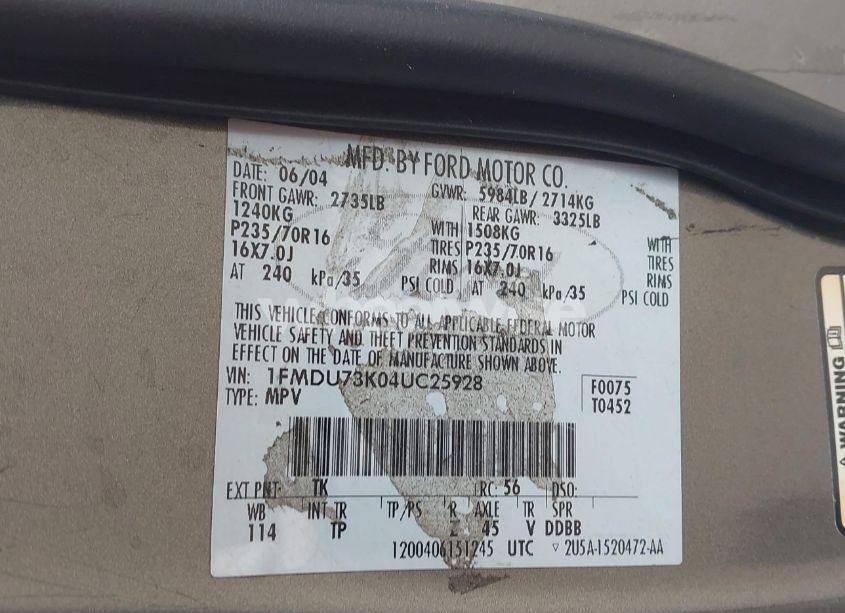 MFD. BY FORD MOTOR CO.
DATE: 06/04 GVWR: 5984LB / 2714KG
FRONT GAWR: 2735LB REAR GAWR: 3325LB
1240KG WITH 1508KG WITH
P235/70R16 TIRES P235/70R16 TIRES
16X7.0J RIMS 16X7.0J RIMS
AT 240 kPa/35 PSI COLD AT 240 kPa/35 PSI COLD
THIS VEHICLE CONFORMS TO ALL APPLICABLE FEDERAL MOTOR
VEHICLE SAFETY AND THEFT PREVENTION STANDARDS IN
EFFECT ON THE DATE OF MANUFACTURE SHOWN ABOVE.
VIN: 1FMDU73K04UC25928 F0075
TYPE: MPV T0452
EXT PNT: TK RC: 56 DSO:
WB INT TR TP/PS R AXLE TR SPR
114 TP Z 45 V DDBB
1200406151245 UTC ▽ 2U5A-1520472-AA
⚠ WARNING